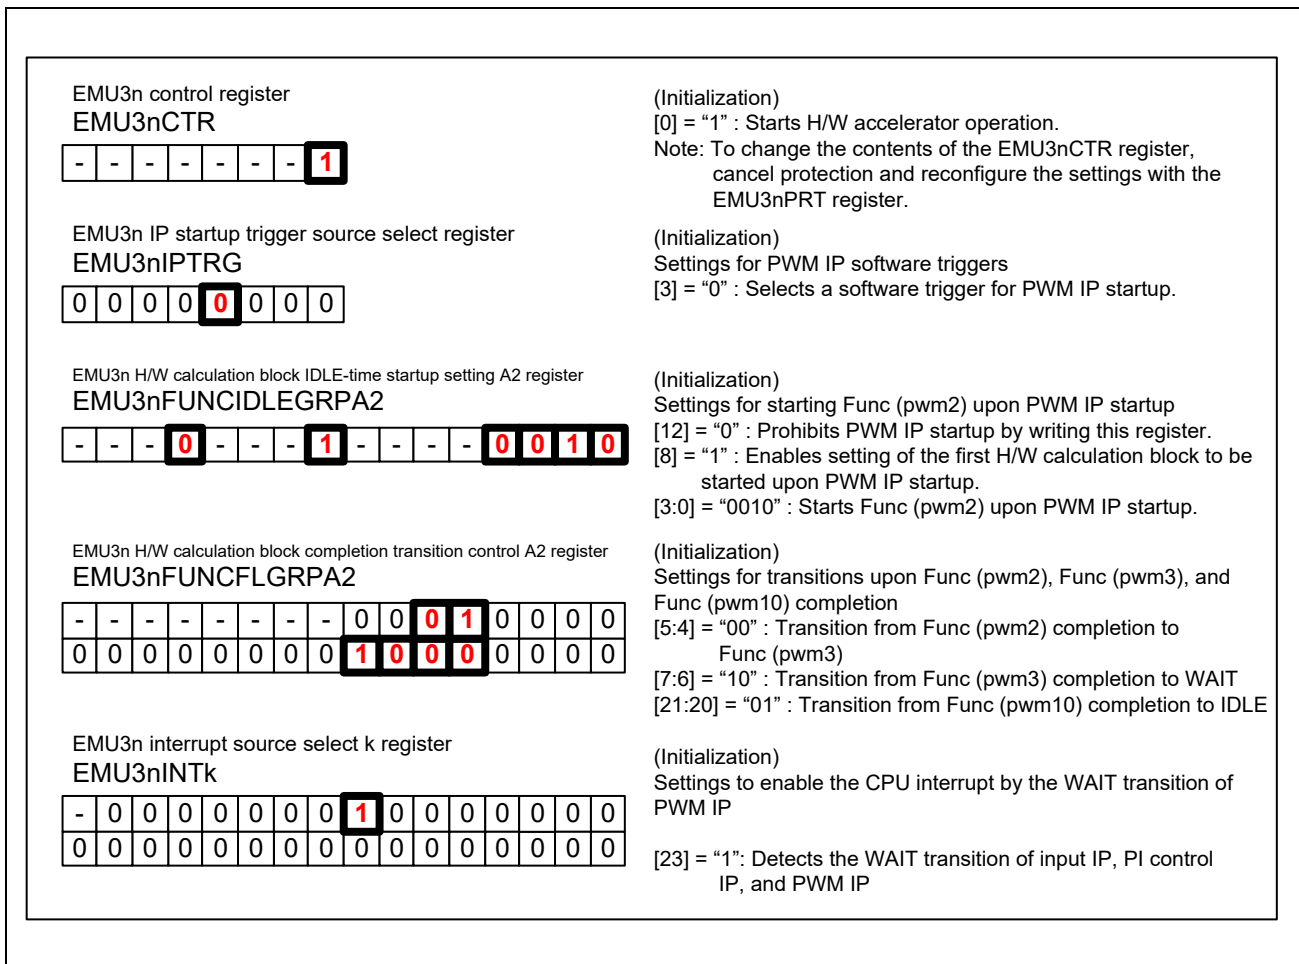 EMU3n control register
EMU3nCTR
- - - - - - - 1
(Initialization)
[0] = “1” : Starts H/W accelerator operation.
Note: To change the contents of the EMU3nCTR register,
cancel protection and reconfigure the settings with the
EMU3nPRT register.
EMU3n IP startup trigger source select register
EMU3nIPTRG
0 0 0 0 0 0 0 0
(Initialization)
Settings for PWM IP software triggers
[3] = “0” : Selects a software trigger for PWM IP startup.
EMU3n H/W calculation block IDLE-time startup setting A2 register
EMU3nFUNCIDLEGRPA2
- - - 0 - - - 1 - - - - 0 0 1 0
(Initialization)
Settings for starting Func (pwm2) upon PWM IP startup
[12] = “0” : Prohibits PWM IP startup by writing this register.
[8] = “1” : Enables setting of the first H/W calculation block to be
started upon PWM IP startup.
[3:0] = “0010” : Starts Func (pwm2) upon PWM IP startup.
EMU3n H/W calculation block completion transition control A2 register
EMU3nFUNCFLGRPA2
- - - - - - - - 0 0 0 1 0 0 0 0
0 0 0 0 0 0 0 0 1 0 0 0 0 0 0 0
(Initialization)
Settings for transitions upon Func (pwm2), Func (pwm3), and
Func (pwm10) completion
[5:4] = “00” : Transition from Func (pwm2) completion to
Func (pwm3)
[7:6] = “10” : Transition from Func (pwm3) completion to WAIT
[21:20] = “01” : Transition from Func (pwm10) completion to IDLE
EMU3n interrupt source select k register
EMU3nINTk
- 0 0 0 0 0 0 0 1 0 0 0 0 0 0 0
0 0 0 0 0 0 0 0 0 0 0 0 0 0 0 0
(Initialization)
Settings to enable the CPU interrupt by the WAIT transition of
PWM IP
[23] = “1”: Detects the WAIT transition of input IP, PI control
IP, and PWM IP